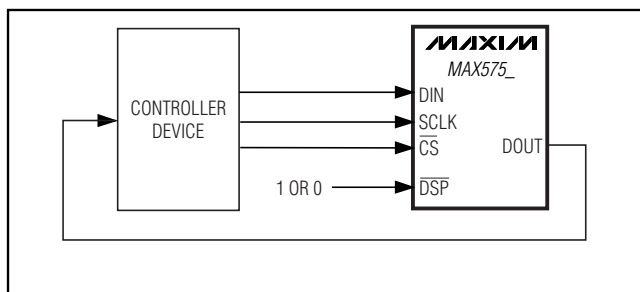 CONTROLLER
DEVICE
MAXIM
MAX575_
DIN
SCLK
CS
DOUT
1 OR 0
DSP